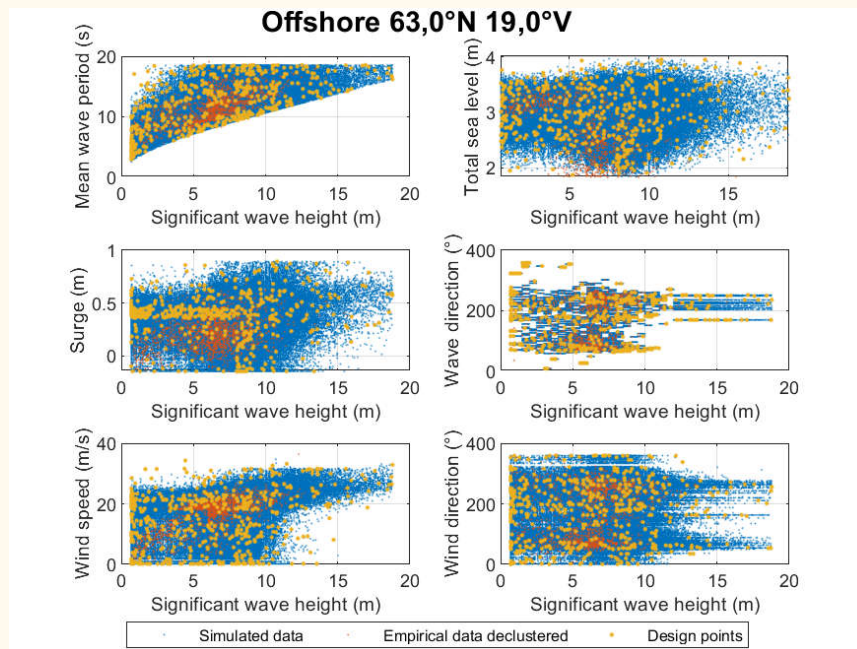 Offshore 63,0°N 19,0°V
Mean wave period (s)
20
10
0
0 5 10 15 20
Significant wave height (m)
Total sea level (m)
4
3
2
5 10 15
Significant wave height (m)
Surge (m)
1
0.5
0
0 5 10 15 20
Significant wave height (m)
Wave direction (°)
400
200
0
0 5 10 15 20
Significant wave height (m)
Wind speed (m/s)
40
20
0
0 5 10 15 20
Significant wave height (m)
Wind direction (°)
400
200
0
0 5 10 15 20
Significant wave height (m)
Simulated data Empirical data declustered Design points